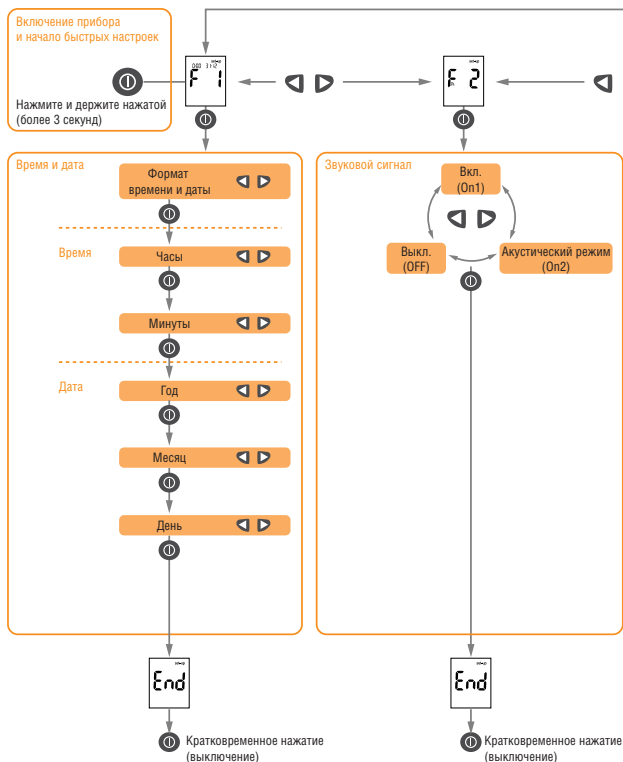 Включение прибора
и начало быстрых настроек
Нажмите и держите нажатой
(более 3 секунд)
F 1
F 2
Время и дата
Формат
времени и даты
Время
Часы
Минуты
Дата
Год
Месяц
День
End
Кратковременное нажатие
(выключение)
Звуковой сигнал
Вкл.
(On1)
Выкл.
(OFF)
Акустический режим
(On2)
End
Кратковременное нажатие
(выключение)